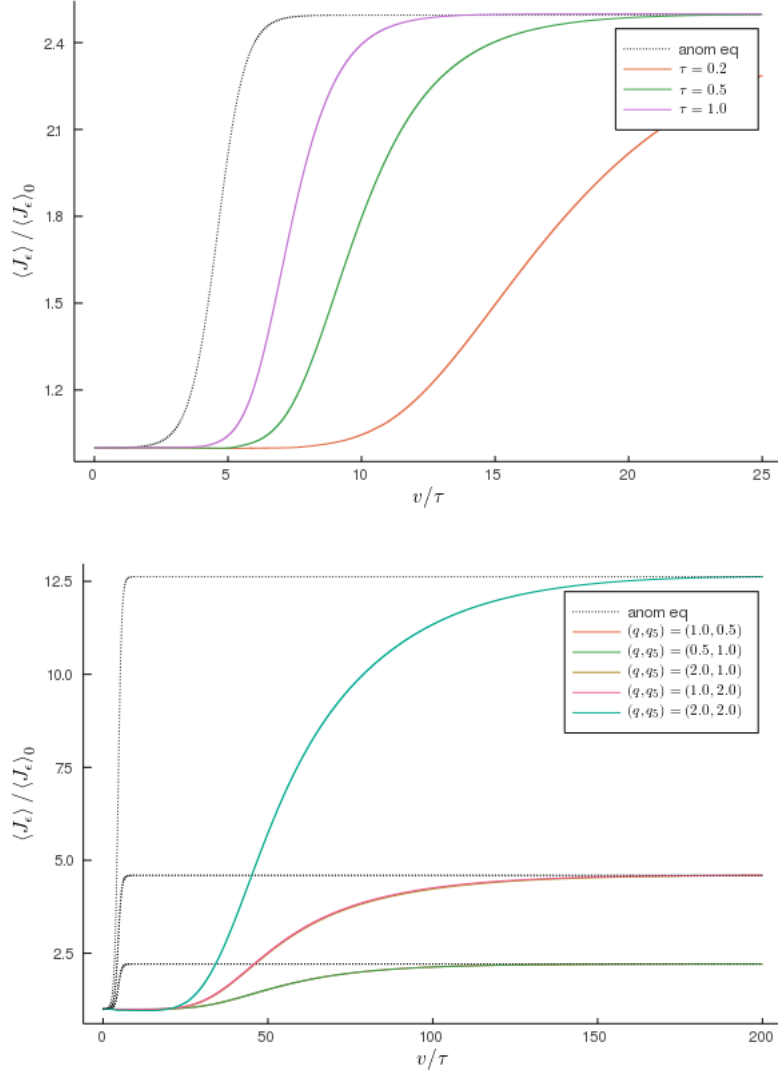 2.4
2.1
1.8
1.5
1.2
⟨J_ϵ⟩ / ⟨J_ϵ⟩_0
anom eq
τ = 0.2
τ = 0.5
τ = 1.0
0 5 10 15 20 25
v/τ
12.5
10.0
7.5
5.0
2.5
⟨J_ϵ⟩ / ⟨J_ϵ⟩_0
anom eq
(q, q_5) = (1.0, 0.5)
(q, q_5) = (0.5, 1.0)
(q, q_5) = (2.0, 1.0)
(q, q_5) = (1.0, 2.0)
(q, q_5) = (2.0, 2.0)
0 50 100 150 200
v/τ